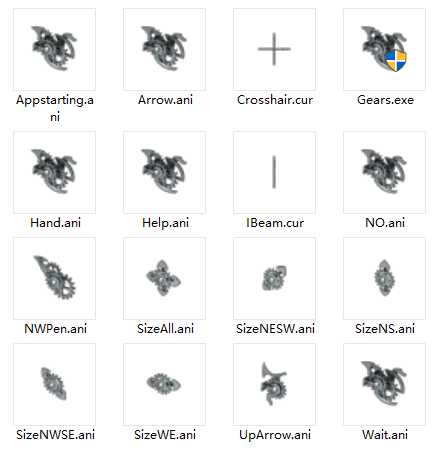 Appstarting.a
ni
Arrow.ani
Crosshair.cur
Gears.exe
Hand.ani
Help.ani
IBeam.cur
NO.ani
NWPen.ani
SizeAll.ani
SizeNESW.ani
SizeNS.ani
SizeNWSE.ani
SizeWE.ani
UpArrow.ani
Wait.ani